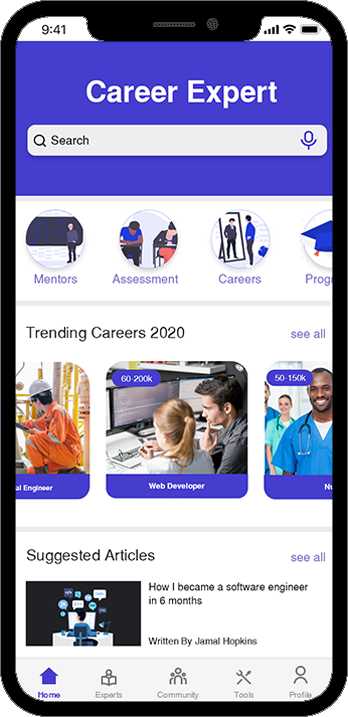 9:41
Career Expert
Search
Mentors
Assessment
Careers
Progr
Trending Careers 2020
see all
60-200k
50-150k
al Engineer
Web Developer
Nu
Suggested Articles
see all
How I became a software engineer
in 6 months
Written By Jamal Hopkins
Home
Experts
Community
Tools
Profile